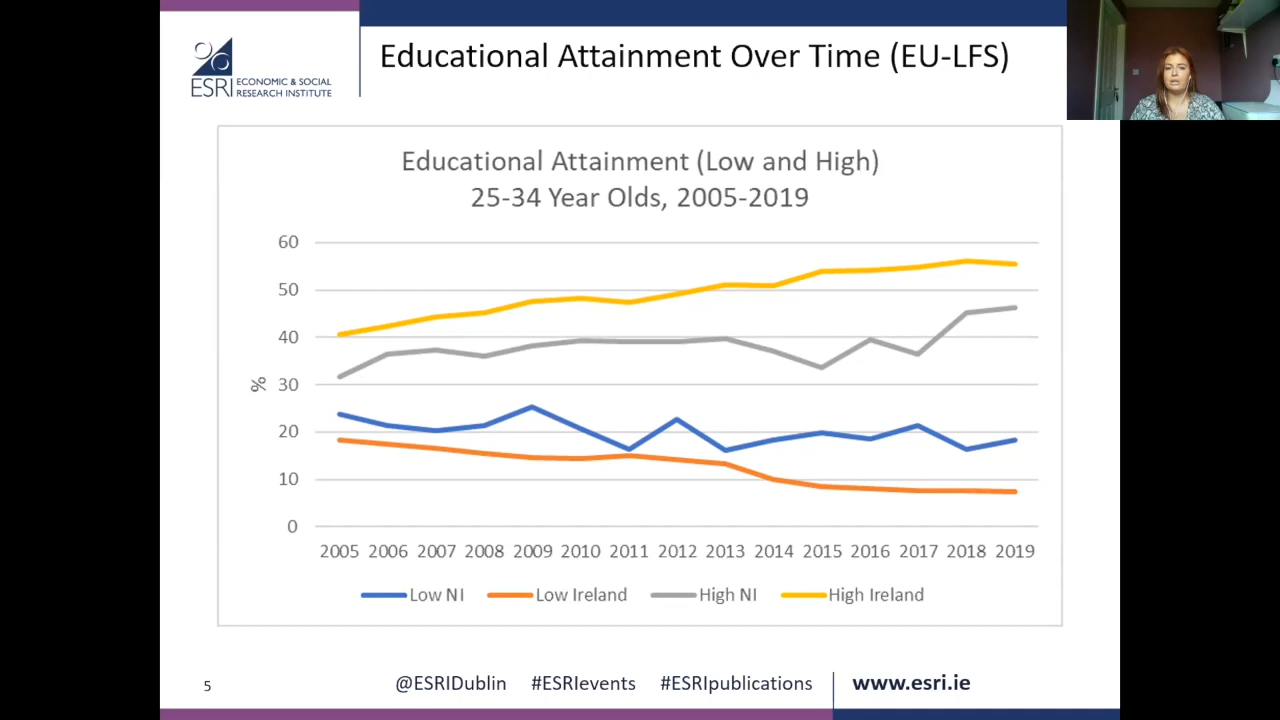 ESRI ECONOMIC & SOCIAL
RESEARCH INSTITUTE
Educational Attainment Over Time (EU-LFS)
Educational Attainment (Low and High)
25-34 Year Olds, 2005-2019
60
50
40
%
30
20
10
0
2005 2006 2007 2008 2009 2010 2011 2012 2013 2014 2015 2016 2017 2018 2019
Low NI Low Ireland High NI High Ireland
5 @ESRIDublin #ESRIevents #ESRIpublications www.esri.ie